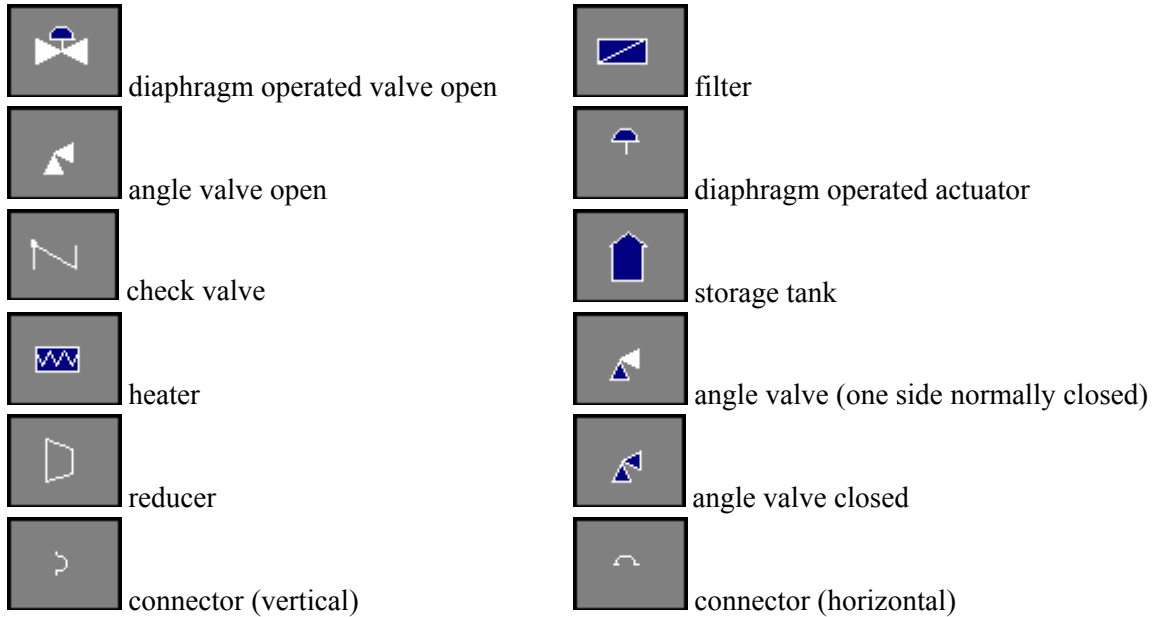 diaphragm operated valve open
filter
angle valve open
diaphragm operated actuator
check valve
storage tank
heater
angle valve (one side normally closed)
reducer
angle valve closed
connector (vertical)
connector (horizontal)